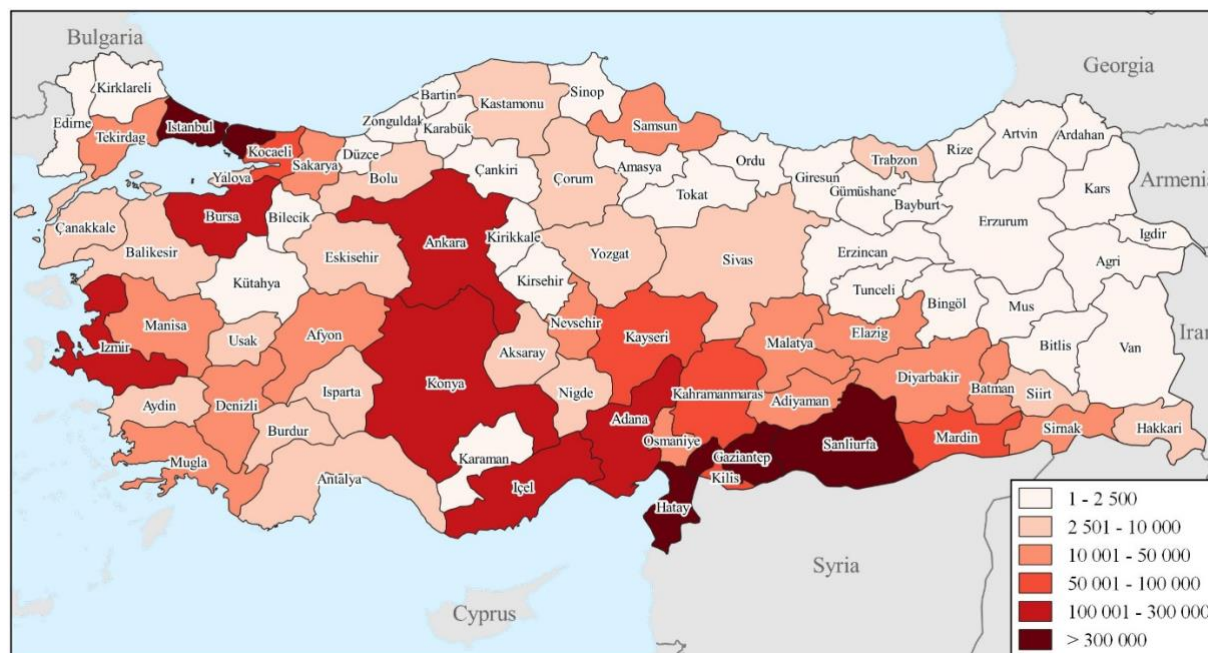 Bulgaria
Georgia
Armenia
Iran
Syria
Cyprus
Kirklareli
Edirne
Tekirdag
Istanbul
Kocaeli
Yalova
Sakarya
Düzce
Bolu
Zonguldak
Bartin
Karabük
Kastamonu
Sinop
Samsun
Çankiri
Çorum
Amasya
Tokat
Ordu
Giresun
Gümüshane
Bayburt
Trabzon
Rize
Artvin
Ardahan
Kars
Igdir
Agri
Erzurum
Erzincan
Tunceli
Bingöl
Mus
Bitlis
Van
Çanakkale
Balikesir
Bursa
Bilecik
Kütahya
Eskisehir
Ankara
Kirikkale
Kirsehir
Yozgat
Sivas
Izmir
Manisa
Usak
Afyon
Aydin
Denizli
Mugla
Burdur
Isparta
Antalya
Konya
Aksaray
Nevsehir
Nigde
Karaman
Kayseri
Içel
Adana
Osmaniye
Kahramanmaras
Malatya
Elazig
Adiyaman
Diyarbakir
Batman
Siirt
Sirnak
Hakkari
Mardin
Sanliurfa
Gaziantep
Kilis
Hatay
1 - 2 500
2 501 - 10 000
10 001 - 50 000
50 001 - 100 000
100 001 - 300 000
> 300 000